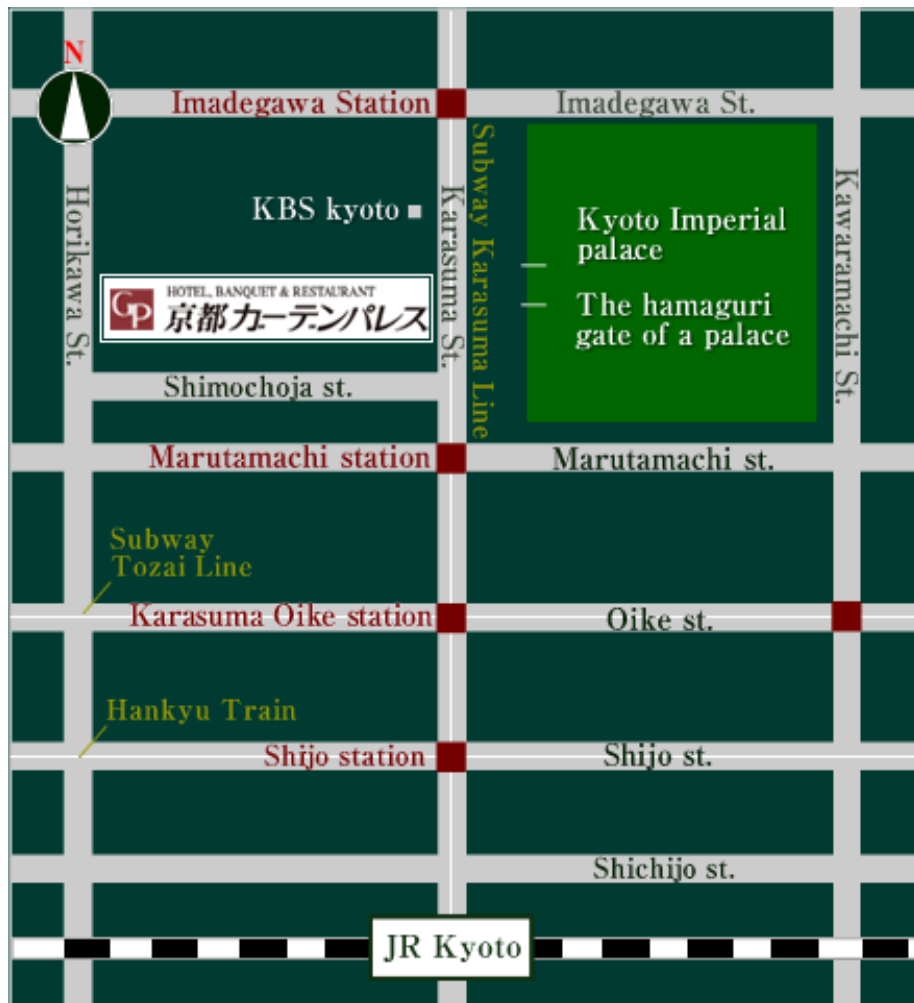 N
Imadegawa Station
Imadegawa St.
Horikawa St.
KBS kyoto
Karasuma St.
Subway Karasuma Line
Kyoto Imperial
palace
The hamaguri
gate of a palace
Kawaramachi St.
GP
HOTEL, BANQUET & RESTAURANT
京都ガーデンパレス
Shimochoja st.
Marutamachi station
Marutamachi st.
Subway
Tozai Line
Karasuma Oike station
Oike st.
Hankyu Train
Shijo station
Shijo st.
Shichijo st.
JR Kyoto